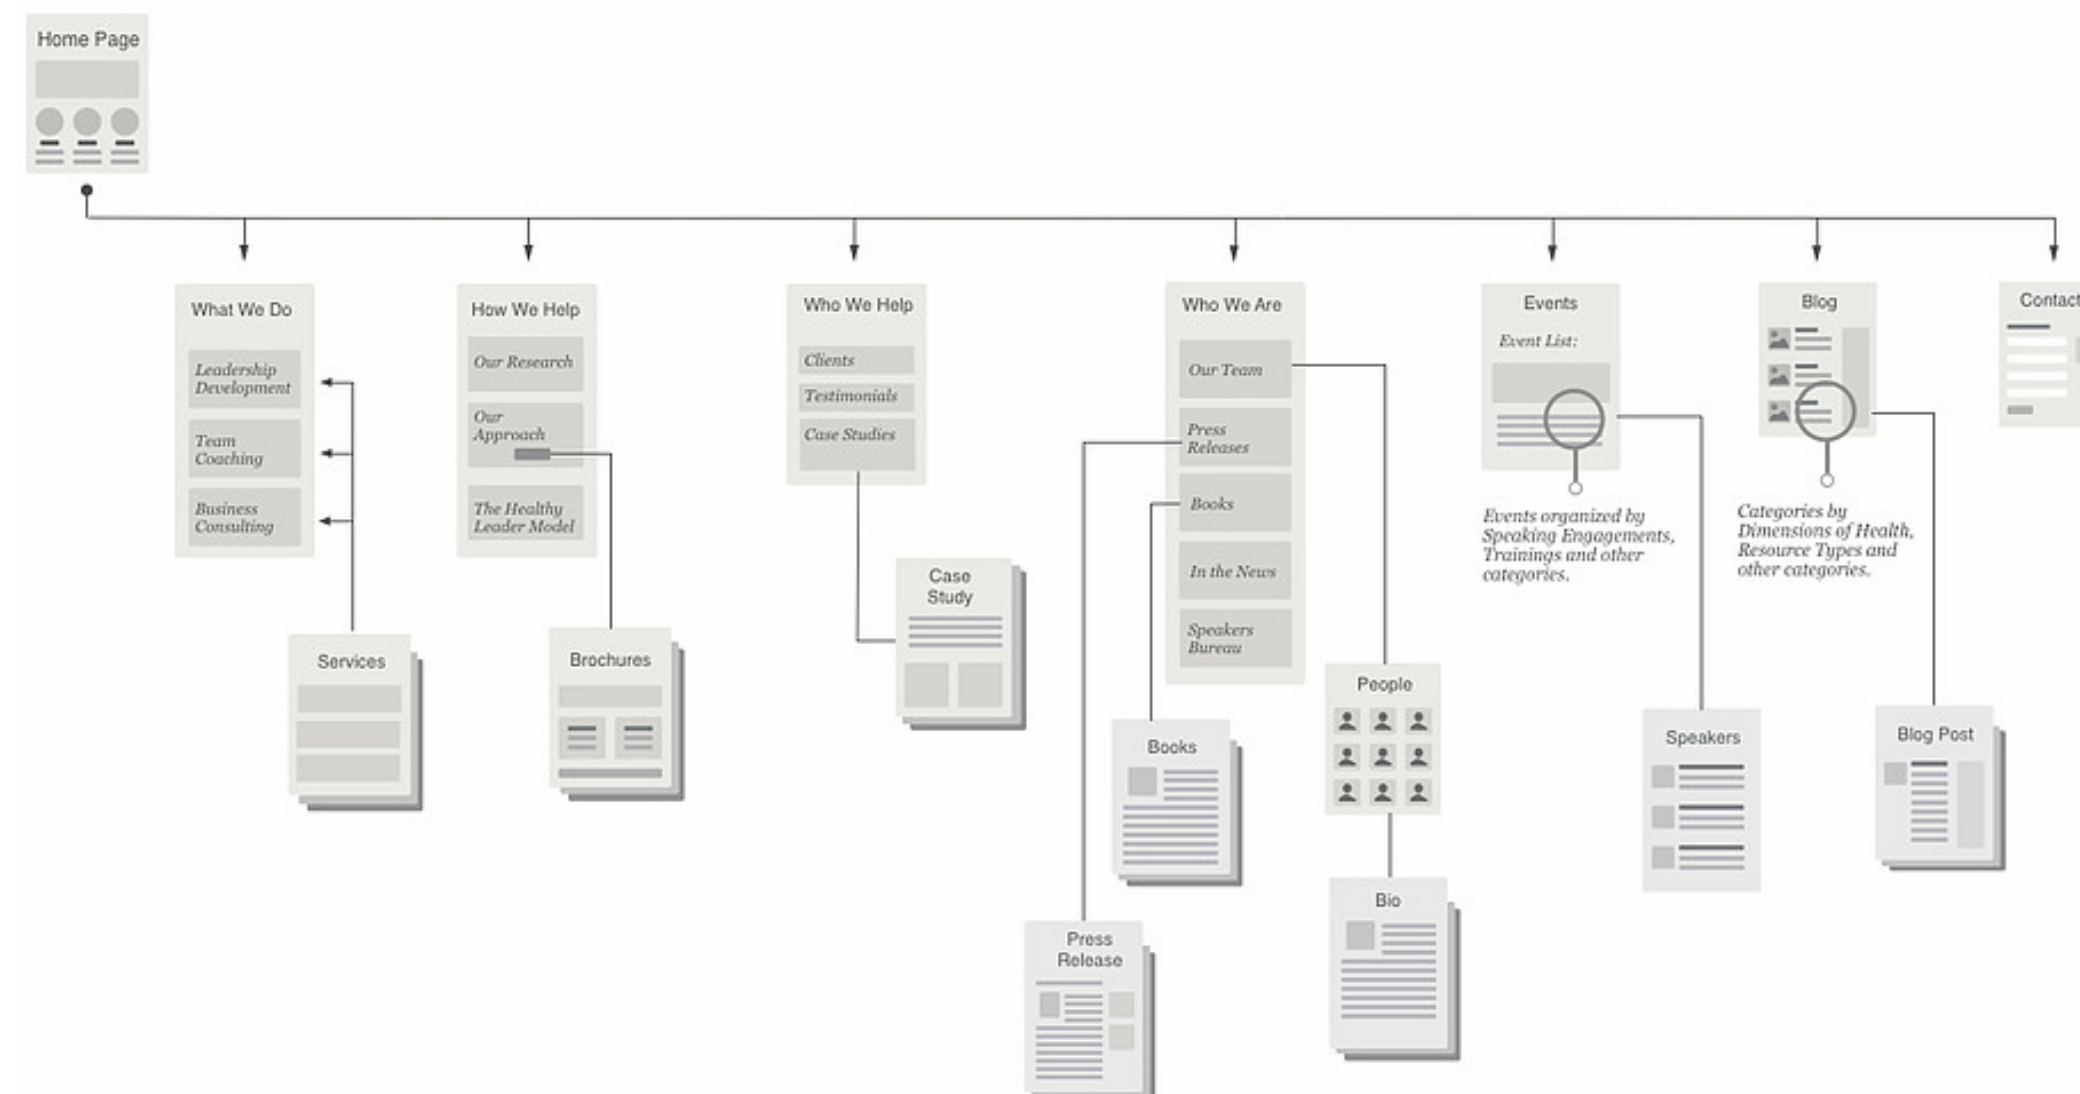 Home Page
What We Do
Leadership
Development
Team
Coaching
Business
Consulting
Services
How We Help
Our Research
Our
Approach
The Healthy
Leader Model
Brochures
Who We Help
Clients
Testimonials
Case Studies
Case
Study
Who We Are
Our Team
Press
Releases
Books
In the News
Speakers
Bureau
Books
People
Bio
Press
Release
Events
Event List:
Events organized by
Speaking Engagements,
Trainings and other
categories.
Speakers
Blog
Categories by
Dimensions of Health,
Resource Types and
other categories.
Blog Post
Contact